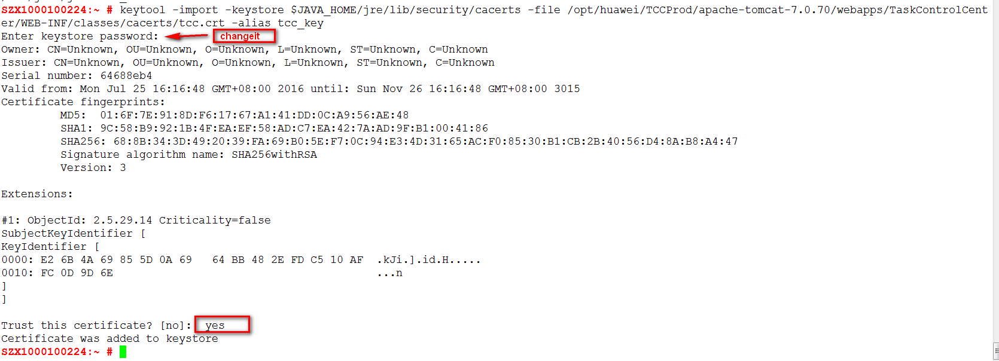 SZX1000100224:~ # keytool -import -keystore $JAVA_HOME/jre/lib/security/cacerts -file /opt/huawei/TCCProd/apache-tomcat-7.0.70/webapps/TaskControlCent
er/WEB-INF/classes/cacerts/tcc.crt -alias tcc_key
Enter keystore password: changeit
Owner: CN=Unknown, OU=Unknown, O=Unknown, L=Unknown, ST=Unknown, C=Unknown
Issuer: CN=Unknown, OU=Unknown, O=Unknown, L=Unknown, ST=Unknown, C=Unknown
Serial number: 64688eb4
Valid from: Mon Jul 25 16:16:48 GMT+08:00 2016 until: Sun Nov 26 16:16:48 GMT+08:00 3015
Certificate fingerprints:
MD5: 01:6F:7E:91:8D:F6:17:67:A1:41:DD:0C:A9:56:AE:48
SHA1: 9C:58:B9:92:1B:4F:EA:EF:58:AD:C7:EA:42:7A:AD:9F:B1:00:41:86
SHA256: 68:8B:34:3D:49:20:39:FA:69:B0:5E:F7:0C:94:E3:4D:31:65:AC:F0:85:30:B1:CB:2B:40:56:D4:8A:B8:A4:47
Signature algorithm name: SHA256withRSA
Version: 3
Extensions:
#1: ObjectId: 2.5.29.14 Criticality=false
SubjectKeyIdentifier [
KeyIdentifier [
0000: E2 6B 4A 69 85 5D 0A 69   64 BB 48 2E FD C5 10 AF  .kJi.].id.H.....
0010: FC 0D 9D 6E                                        ...n
]
]
Trust this certificate? [no]: yes
Certificate was added to keystore
SZX1000100224:~ #